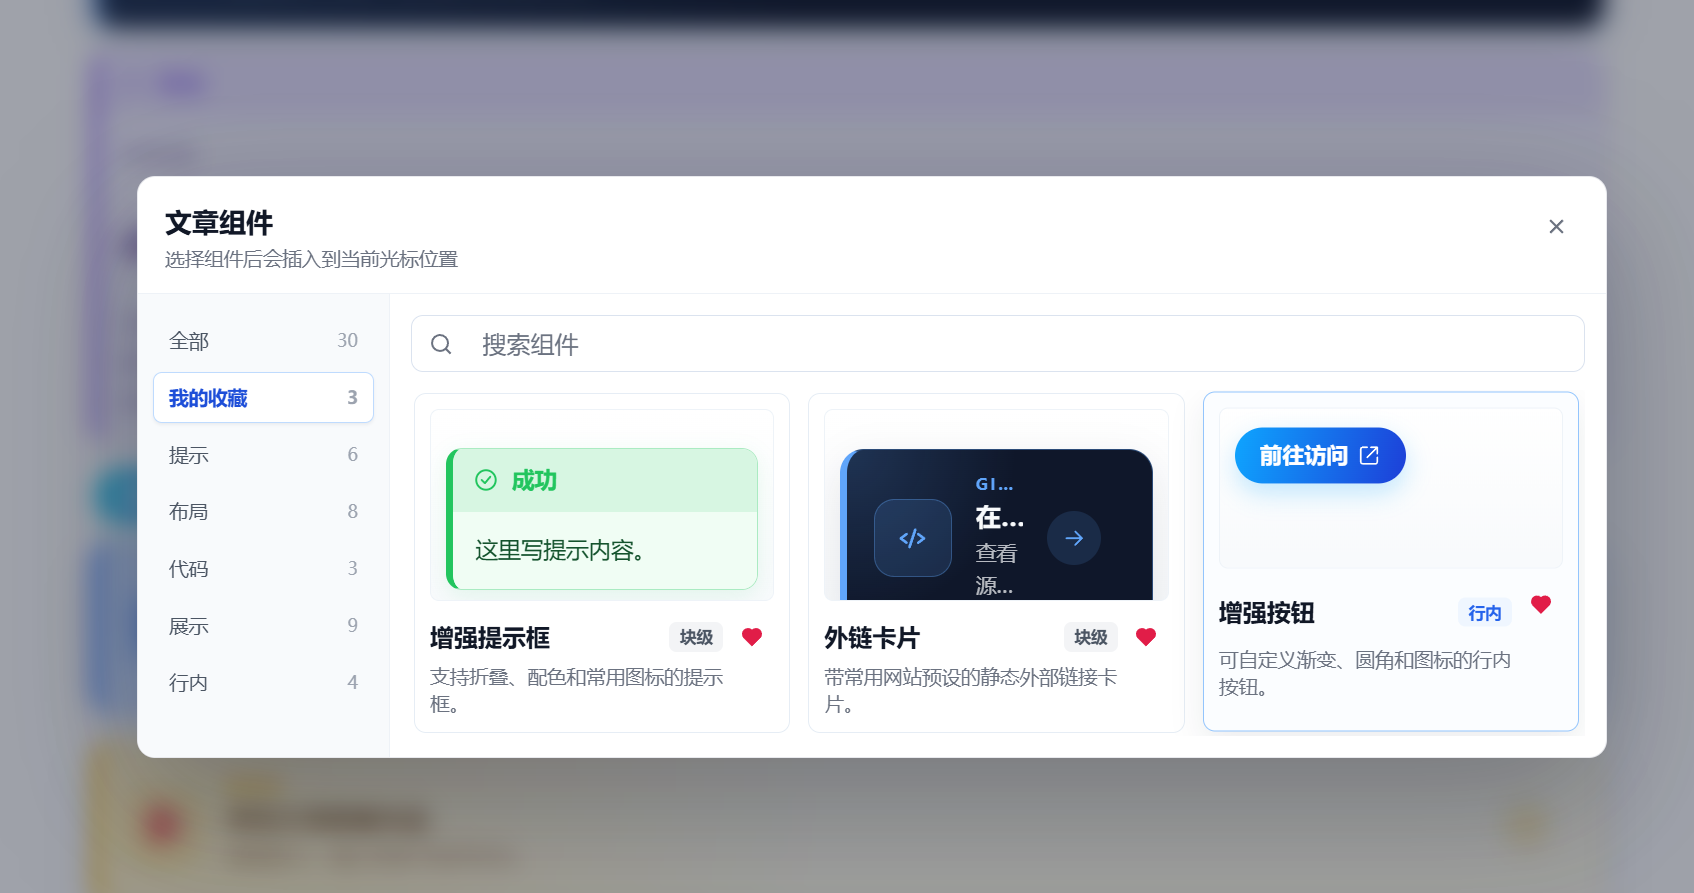 文章组件
选择组件后会插入到当前光标位置
全部 30
我的收藏 3
提示 6
布局 8
代码 3
展示 9
行内 4
搜索组件
成功
这里写提示内容。
增强提示框 块级
支持折叠、配色和常用图标的提示
框。
GI...
在...
查看
源...
外链卡片 块级
带常用网站预设的静态外部链接卡
片。
前往访问
增强按钮 行内
可自定义渐变、圆角和图标的行内
按钮。